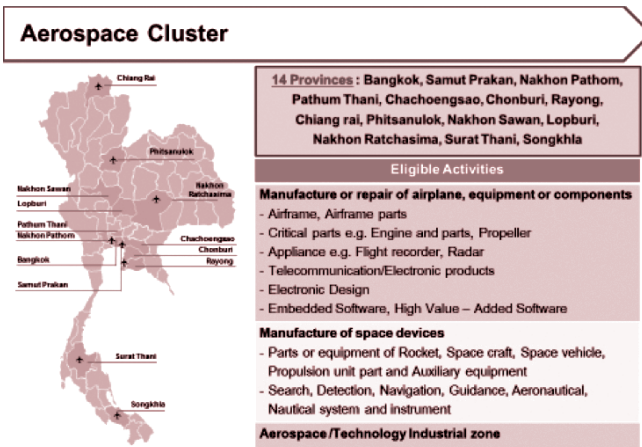 Aerospace Cluster
Chiang Rai
Phitsanulok
Nakhon Sawan
Nakhon
Ratchasima
Lopburi
Pathum Thani
Nakhon Pathom
Chachoengsao
Chonburi
Bangkok
Rayong
Samut Prakan
Surat Thani
Songkhla
14 Provinces : Bangkok, Samut Prakan, Nakhon Pathom,
Pathum Thani, Chachoengsao, Chonburi, Rayong,
Chiang rai, Phitsanulok, Nakhon Sawan, Lopburi,
Nakhon Ratchasima, Surat Thani, Songkhla
Eligible Activities
Manufacture or repair of airplane, equipment or components
- Airframe, Airframe parts
- Critical parts e.g. Engine and parts, Propeller
- Appliance e.g. Flight recorder, Radar
- Telecommunication/Electronic products
- Electronic Design
- Embedded Software, High Value – Added Software
Manufacture of space devices
- Parts or equipment of Rocket, Space craft, Space vehicle,
Propulsion unit part and Auxiliary equipment
- Search, Detection, Navigation, Guidance, Aeronautical,
Nautical system and instrument
Aerospace /Technology Industrial zone